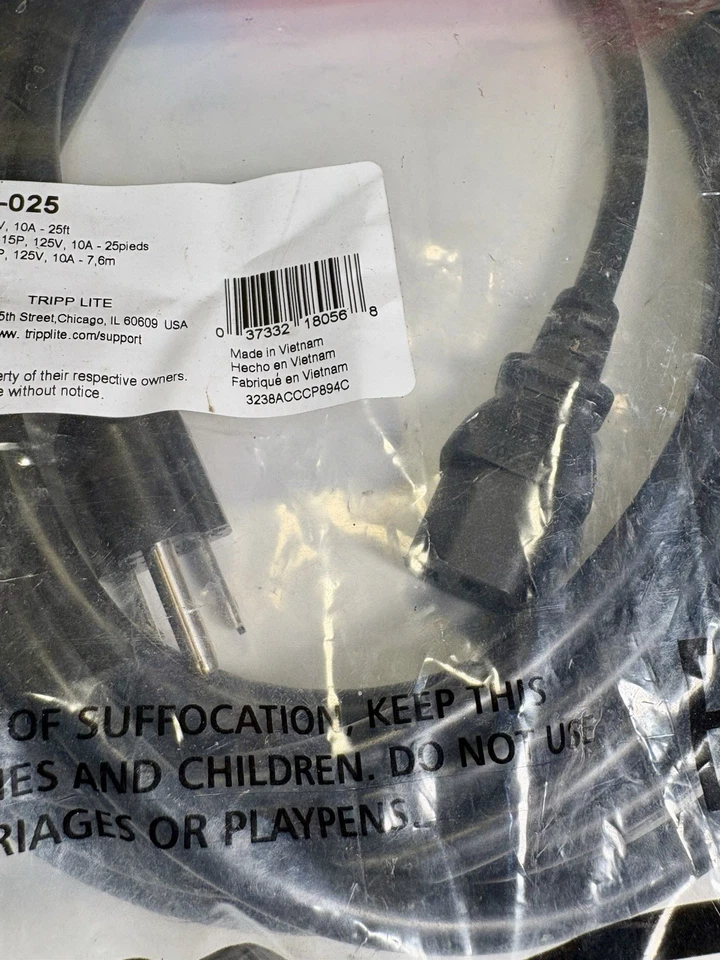 -025
V, 10A - 25ft
15P, 125V, 10A - 25pieds
P, 125V, 10A - 7,6m
TRIPP LITE
5th Street,Chicago, IL 60609 USA
ww. tripplite.com/support
erty of their respective owners.
e without notice.
0 37332 18056 8
Made in Vietnam
Hecho en Vietnam
Fabriqué en Vietnam
3238ACCCP894C
OF SUFFOCATION, KEEP THIS
IES AND CHILDREN. DO NOT USE
RIAGES OR PLAYPENS.